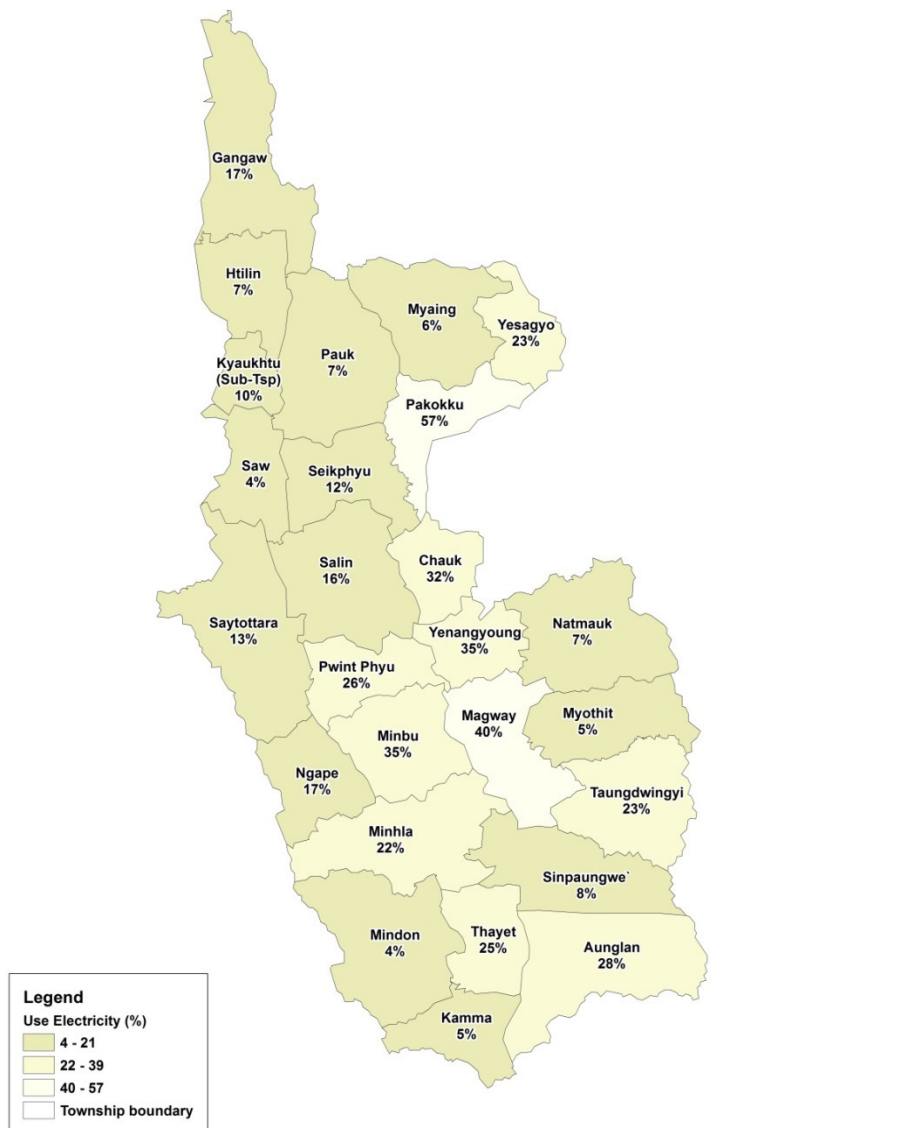 Gangaw
17%
Htilin
7%
Myaing
6%
Yesagyo
23%
Pauk
7%
Kyaukhtu
(Sub-Tsp)
10%
Pakokku
57%
Saw
4%
Seikphyu
12%
Chauk
32%
Salin
16%
Saytottara
13%
Yenangyoung
35%
Natmauk
7%
Pwint Phyu
26%
Magway
40%
Myothit
5%
Minbu
35%
Ngape
17%
Taungdwingyi
23%
Minhla
22%
Sinpaungwe`
8%
Mindon
4%
Thayet
25%
Aunglan
28%
Kamma
5%
Legend
Use Electricity (%)
4 - 21
22 - 39
40 - 57
Township boundary